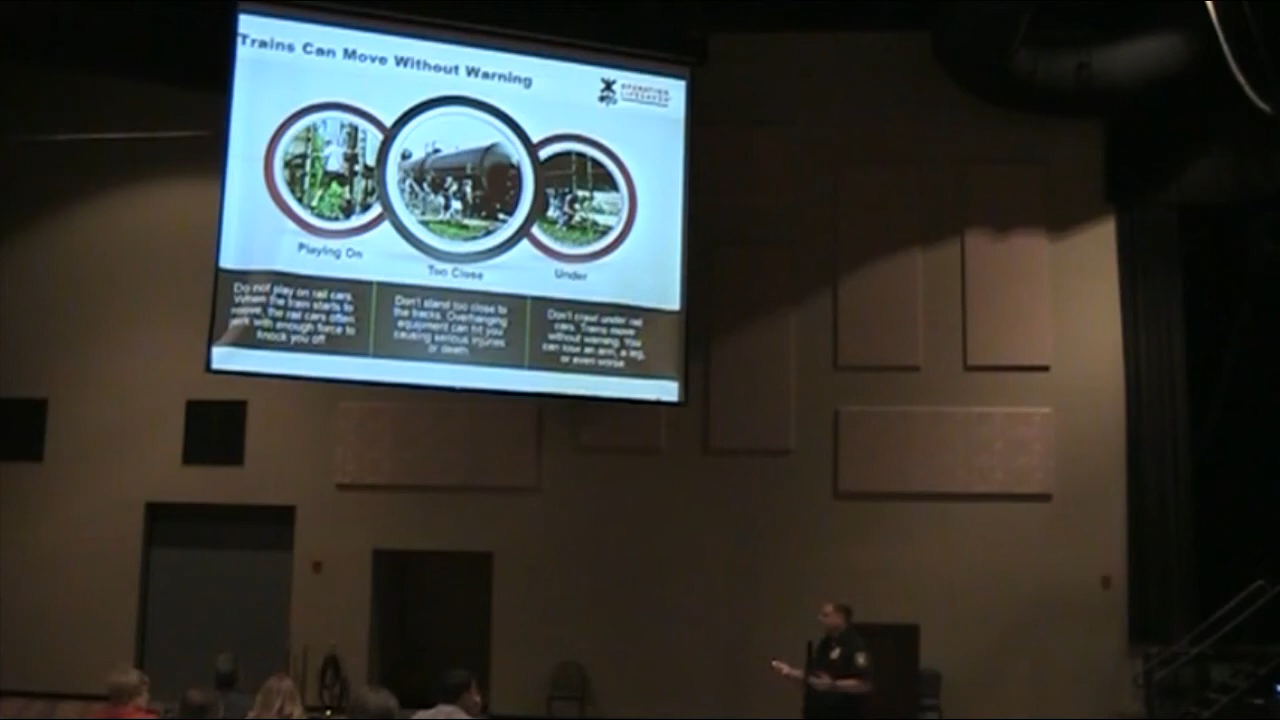 Trains Can Move Without Warning
OPERATION
LIFESAVER
Playing On
Too Close
Under
Do not play on rail cars.
When the train starts to
move, the rail cars often
jerk with enough force to
knock you off
Don't stand too close to
the tracks. Overhanging
equipment can hit you
causing serious injuries
or death.
Don't crawl under rail
cars. Trains move
without warning. You
can lose an arm, a leg,
or even worse